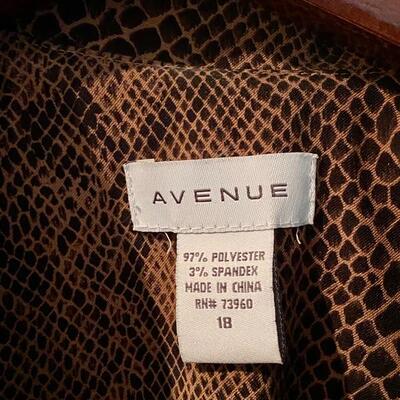 AVENUE
97% POLYESTER
3% SPANDEX
MADE IN CHINA
RN# 73960
18